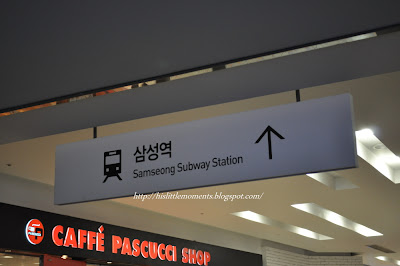 삼성역
Samseong Subway Station
http://hislittlemoments.blogspot.com/
CAFFÉ PASCUCCI SHOP